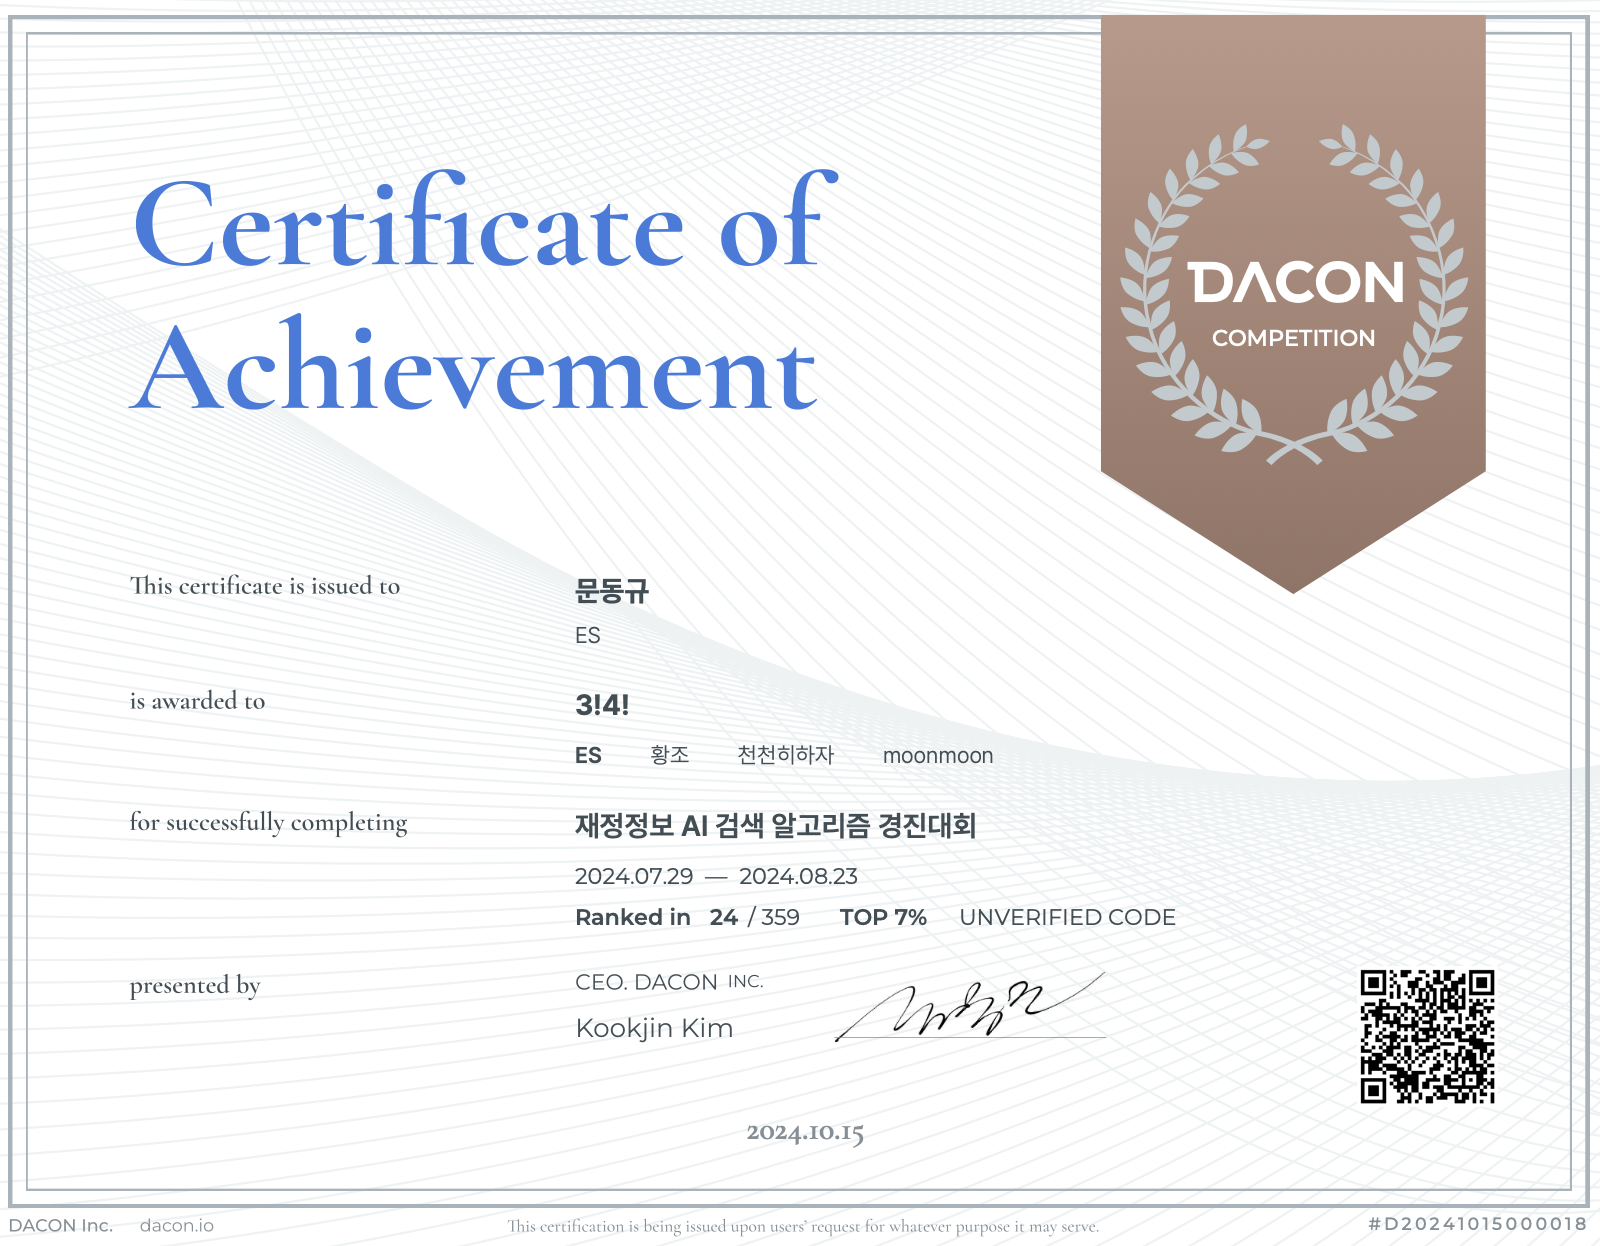 DACON
COMPETITION
Certificate of
Achievement
This certificate is issued to
문동규
ES
is awarded to
3!4!
ES 황조 천천히하자 moonmoon
for successfully completing
재정정보 AI 검색 알고리즘 경진대회
2024.07.29 — 2024.08.23
Ranked in 24 / 359 TOP 7% UNVERIFIED CODE
presented by
CEO. DACON INC.
Kookjin Kim
2024.10.15
DACON Inc. dacon.io
This certification is being issued upon users' request for whatever purpose it may serve.
#D20241015000018